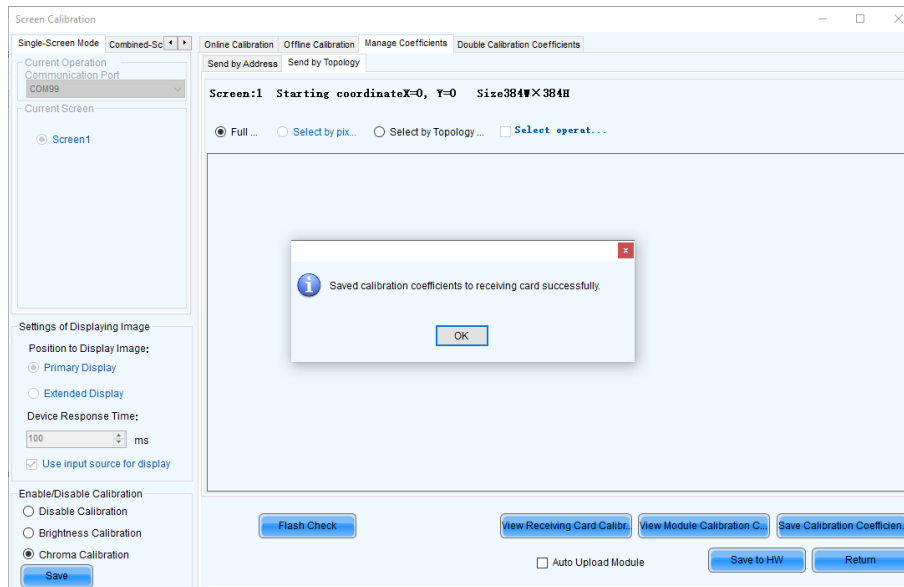 Screen Calibration
Single-Screen Mode Combined-Sc
Online Calibration Offline Calibration Manage Coefficients Double Calibration Coefficients
Send by Address Send by Topology
Current Operation
Communication Port
COM99
Current Screen
Screen1
Screen:1 Starting coordinateX=0, Y=0 Size384W×384H
Full ... Select by pix... Select by Topology ... Select operat...
x
Saved calibration coefficients to receiving card successfully.
OK
Settings of Displaying Image
Position to Display Image:
Primary Display
Extended Display
Device Response Time:
100 ms
Use input source for display
Enable/Disable Calibration
Disable Calibration
Brightness Calibration
Chroma Calibration
Save
Flash Check View Receiving Card Calibr.. View Module Calibration C... Save Calibration Coefficien.
Auto Upload Module Save to HW Return